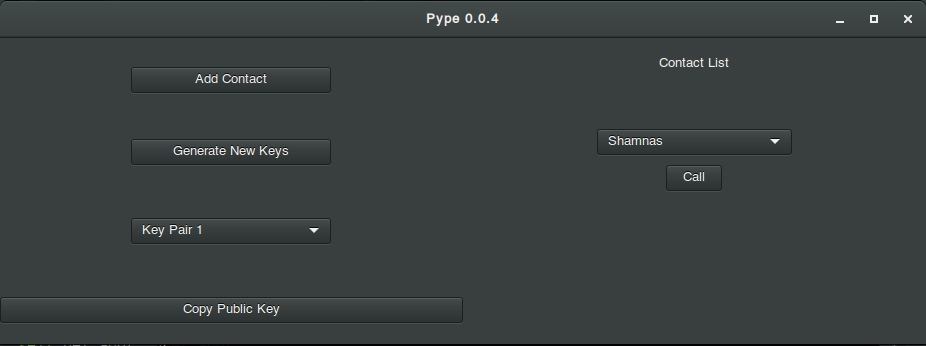 Pype 0.0.4
Add Contact
Generate New Keys
Key Pair 1
Copy Public Key
Contact List
Shamnas
Call